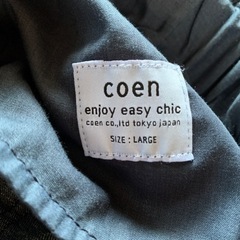 coen
enjoy easy chic
coen co.,ltd tokyo japan
SIZE : LARGE